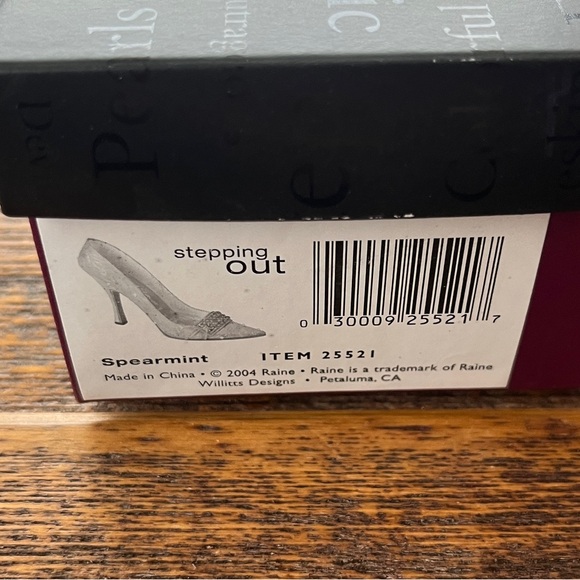 Pearls
stepping
out
0 30009 25521 7
Spearmint ITEM 25521
Made in China • © 2004 Raine • Raine is a trademark of Raine
Willitts Designs • Petaluma, CA